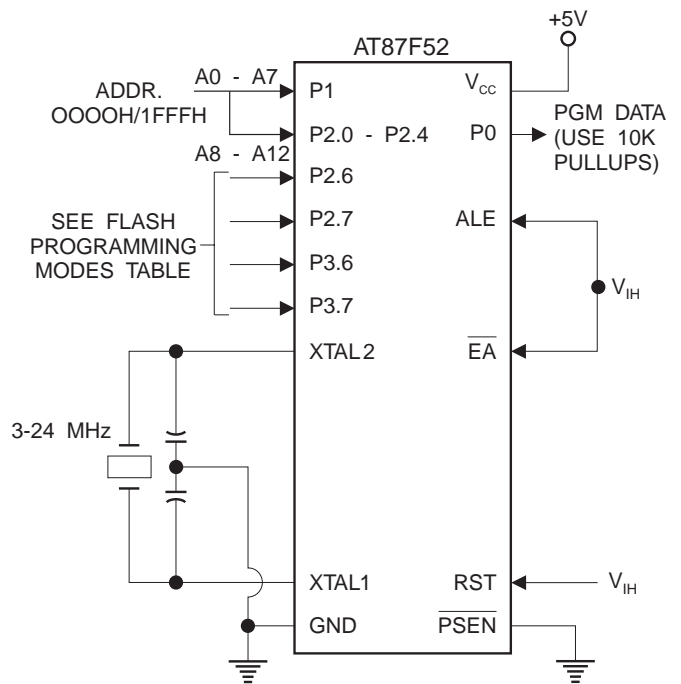 +5V
AT87F52
A0 - A7
ADDR.
OOOOH/1FFFH
P1
VCC
P2.0 - P2.4
P0
PGM DATA
(USE 10K
PULLUPS)
A8 - A12
P2.6
SEE FLASH
PROGRAMMING
MODES TABLE
P2.7
ALE
P3.6
VIH
P3.7
XTAL2
EA
3-24 MHz
XTAL1
RST
VIH
GND
PSEN